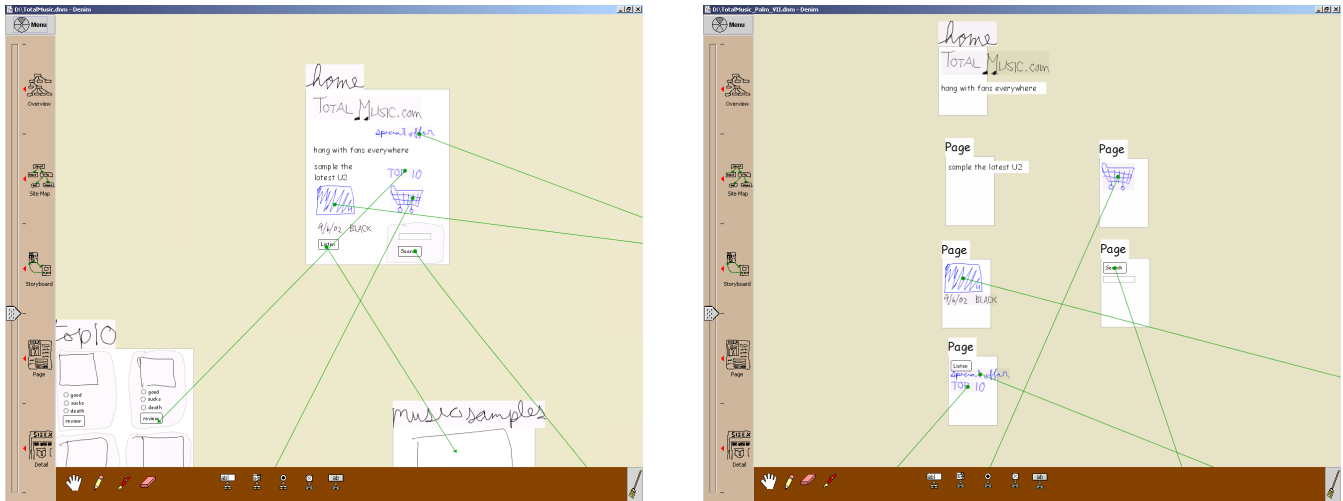 D:\TotalMusic.dnm - Denim
Menu
Overview
Site Map
Storyboard
Page
Detail
home
TOTAL MUSIC.com
special offer
hang with fans everywhere
sample the
latest U2
TOP 10
9/6/02 BLACK
Listen
Search
top10
good
sucks
death
review
good
sucks
death
review
music samples
D:\TotalMusic_Palm_VII.dnm - Denim
Menu
Overview
Site Map
Storyboard
Page
Detail
home
TOTAL MUSIC.com
hang with fans everywhere
Page
sample the latest U2
Page
Page
9/6/02 BLACK
Page
Search
Page
Listen
special offer
TOP 10